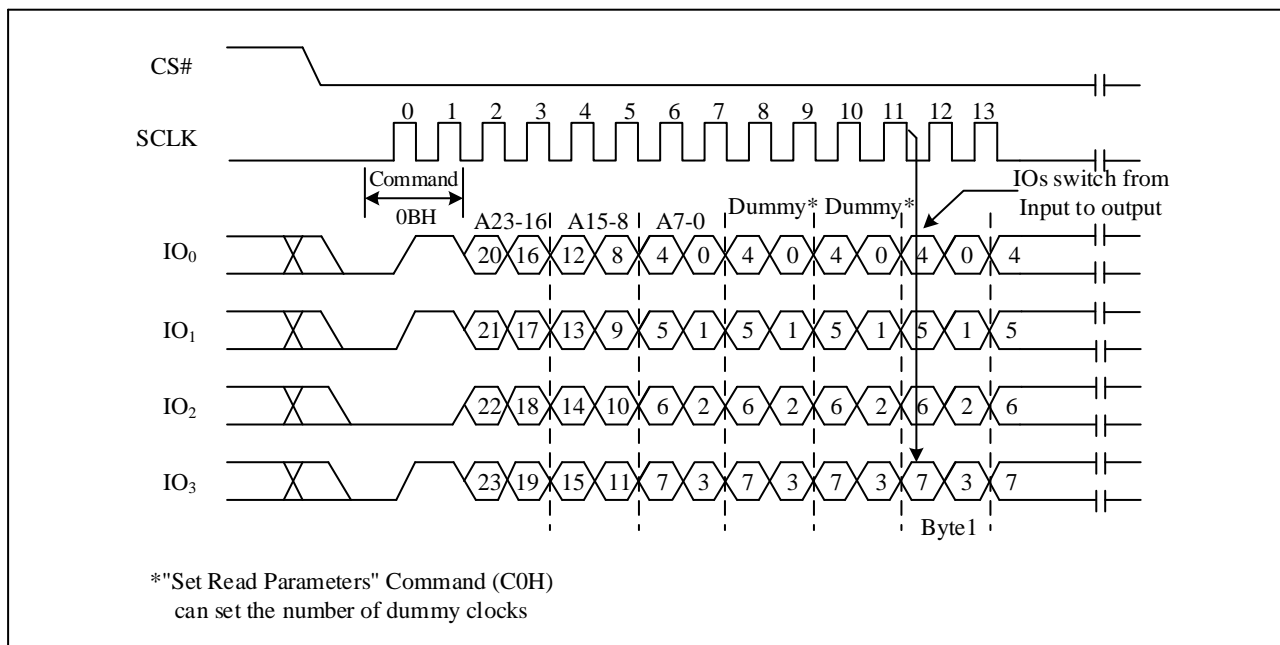 CS#
0 1 2 3 4 5 6 7 8 9 10 11 12 13
SCLK
Command
IOs switch from
0BH
A23-16 A15-8 A7-0 Dummy* Dummy* Input to output
IO0 20 16 12 8 4 0 4 0 4 0 4 0 4
IO1 21 17 13 9 5 1 5 1 5 1 5 1 5
IO2 22 18 14 10 6 2 6 2 6 2 6 2 6
IO3 23 19 15 11 7 3 7 3 7 3 7 3 7
Byte1
*"Set Read Parameters" Command (C0H)
can set the number of dummy clocks